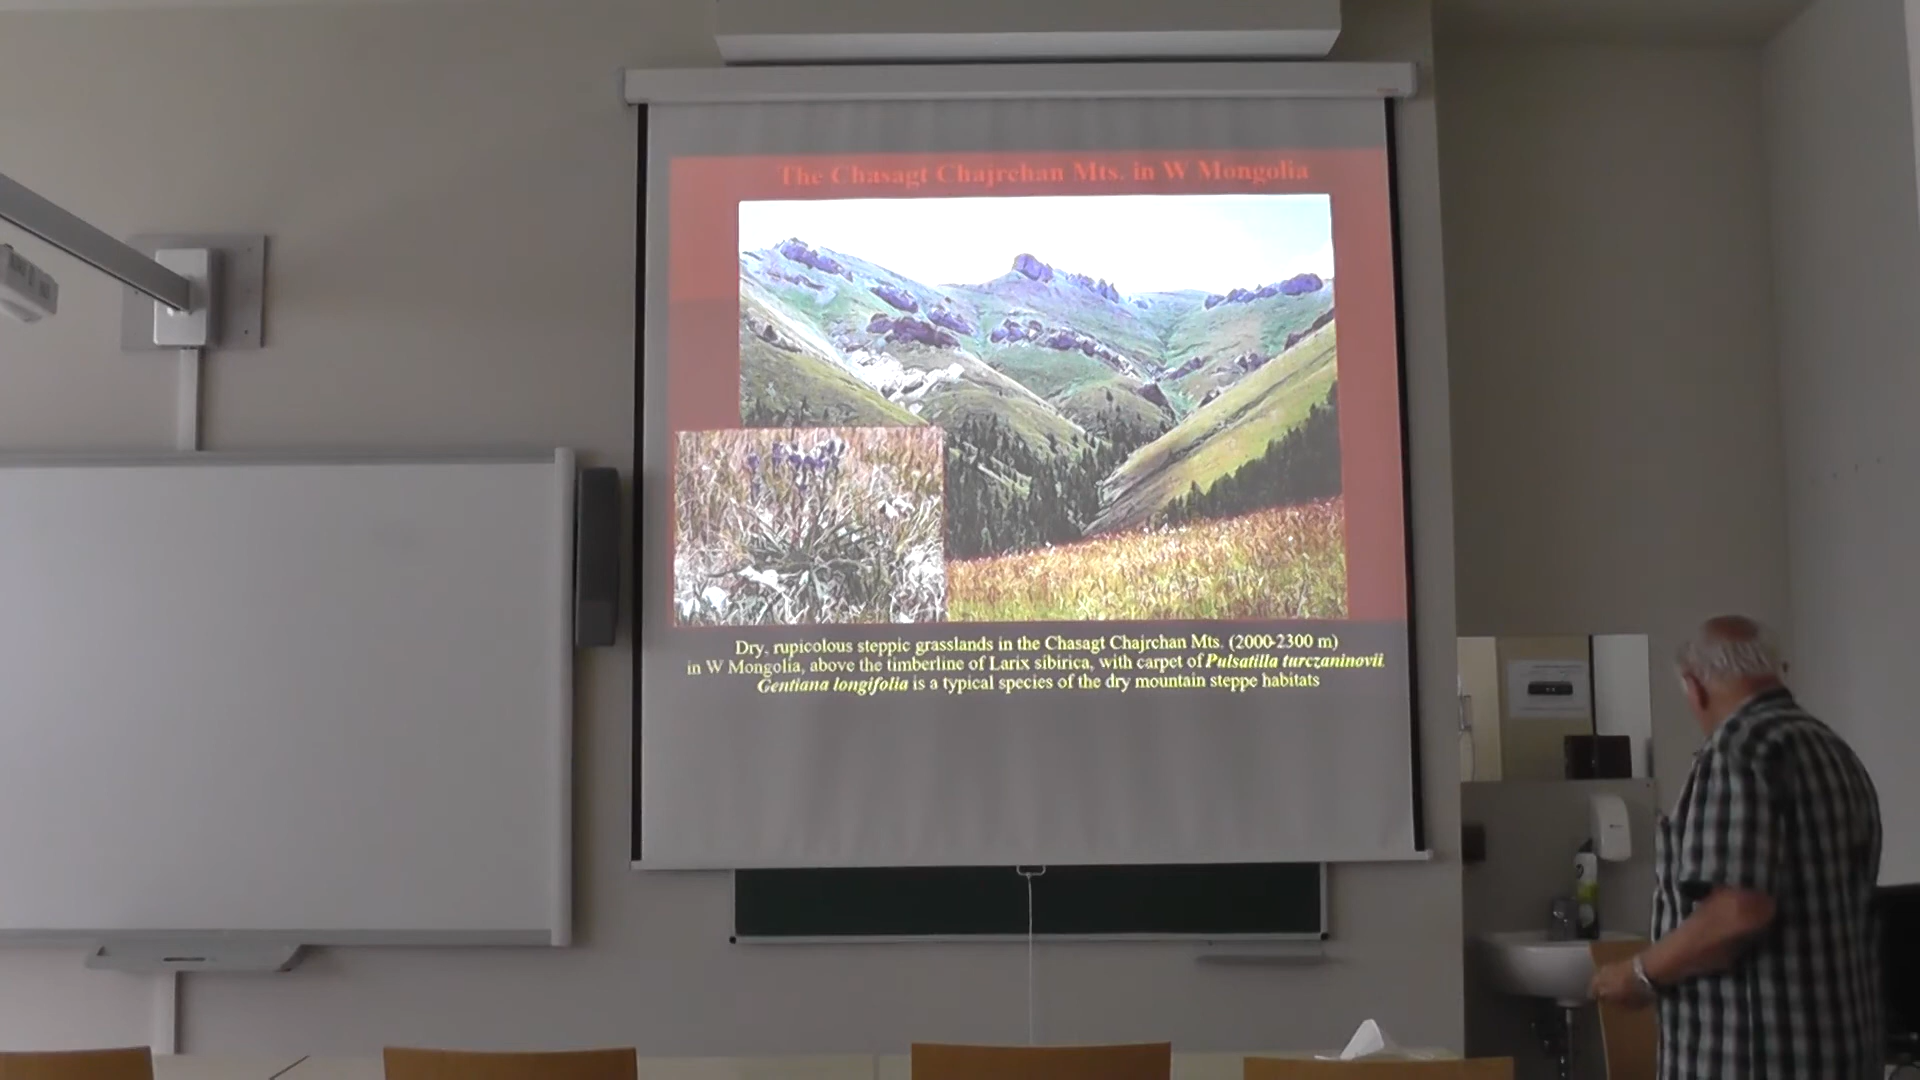 The Chasagt Chajrchan Mts. in W Mongolia
Dry, rupicolous steppic grasslands in the Chasagt Chajrchan Mts. (2000-2300 m)
in W Mongolia, above the timberline of Larix sibirica, with carpet of Pulsatilla turczaninovii
Gentiana longifolia is a typical species of the dry mountain steppe habitats